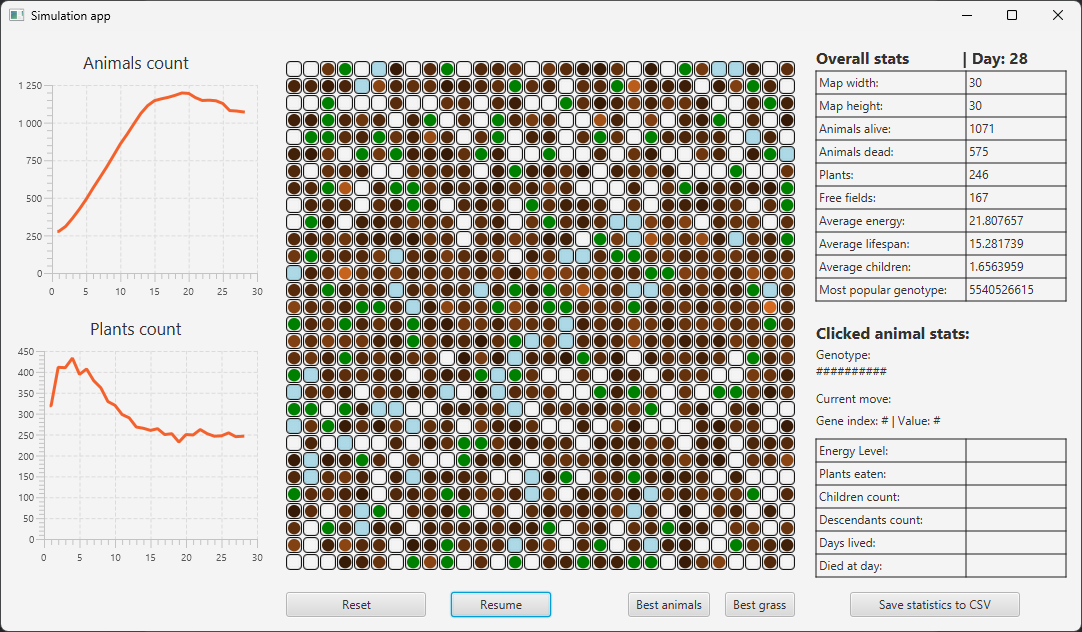 Simulation app
Animals count
1 250
1 000
750
500
250
0
0 5 10 15 20 25 30
Plants count
450
400
350
300
250
200
150
100
50
0
0 5 10 15 20 25 30
Overall stats | Day: 28
Map width: 30
Map height: 30
Animals alive: 1071
Animals dead: 575
Plants: 246
Free fields: 167
Average energy: 21.807657
Average lifespan: 15.281739
Average children: 1.6563959
Most popular genotype: 5540526615
Clicked animal stats:
Genotype:
##########
Current move:
Gene index: # | Value: #
Energy Level:
Plants eaten:
Children count:
Descendants count:
Days lived:
Died at day:
Reset Resume Best animals Best grass Save statistics to CSV